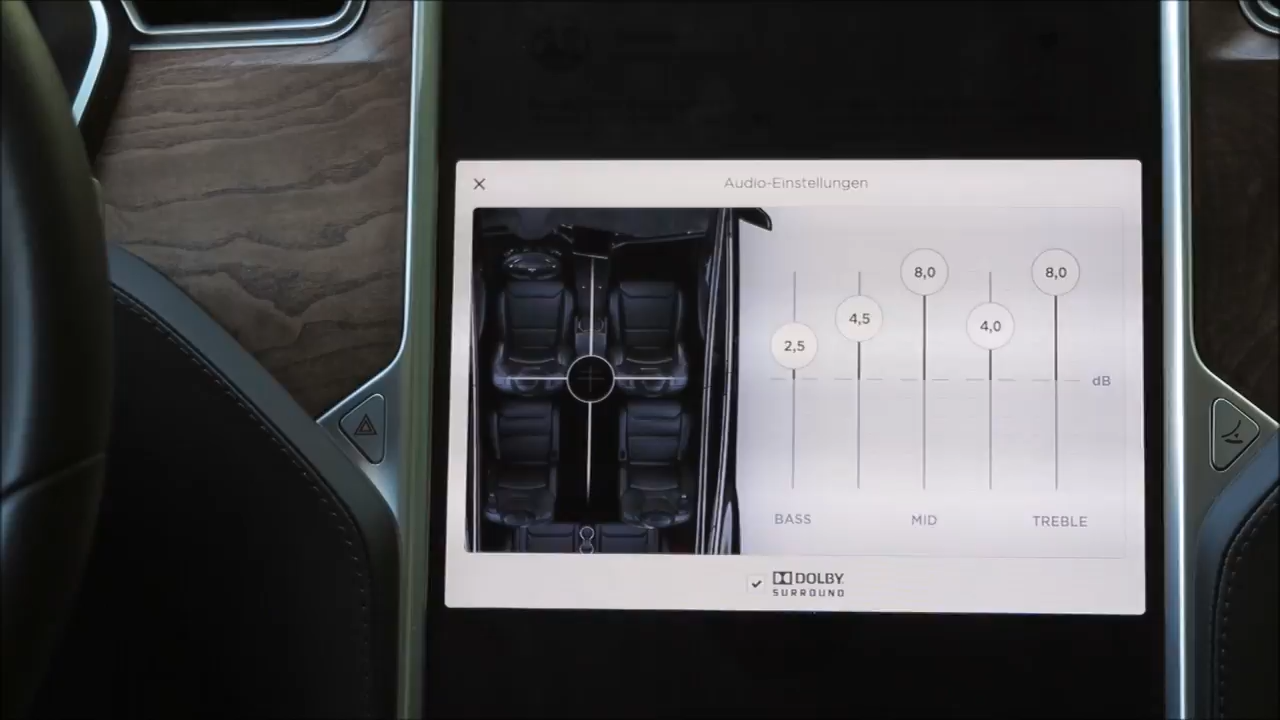 Audio-Einstellungen
8,0
8,0
4,5
4,0
2,5
dB
BASS
MID
TREBLE
DOLBY
SURROUND